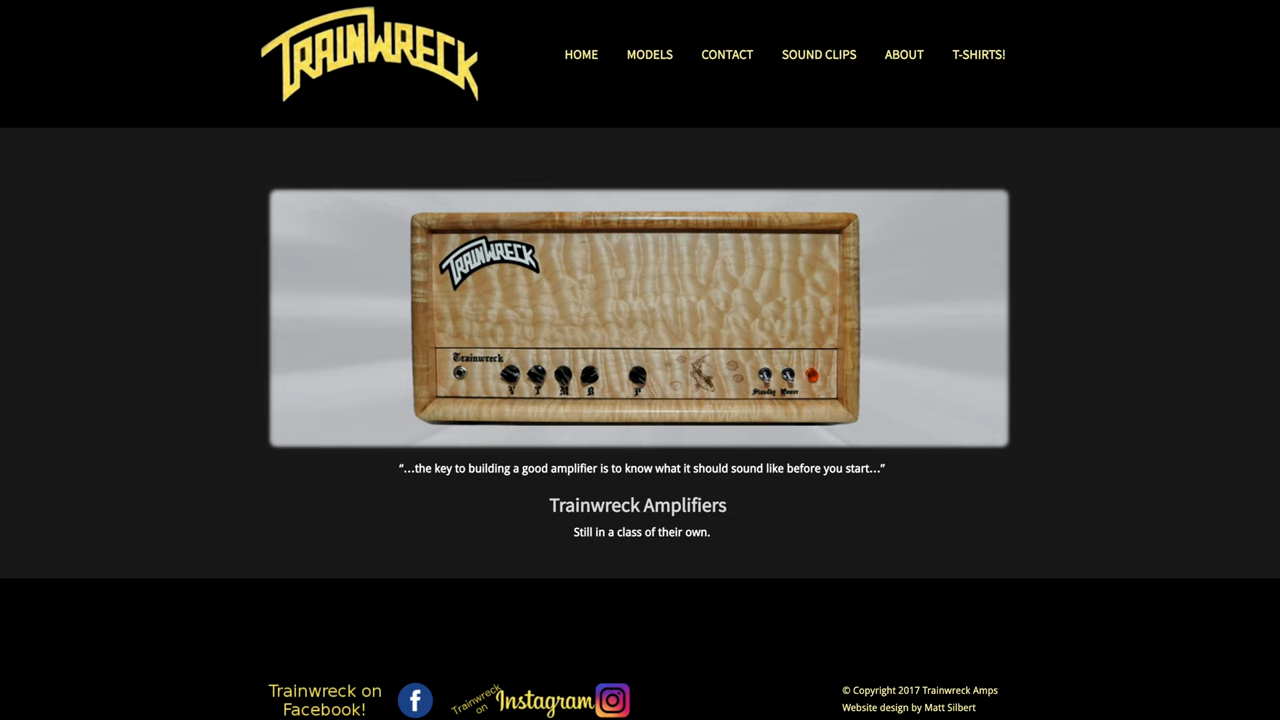 TRAINWRECK
HOME MODELS CONTACT SOUND CLIPS ABOUT T-SHIRTS!
TRAINWRECK
Trainwreck
V T M B P Standby Power
“…the key to building a good amplifier is to know what it should sound like before you start…”
Trainwreck Amplifiers
Still in a class of their own.
Trainwreck on
Facebook!
Trainwreck
on
Instagram
© Copyright 2017 Trainwreck Amps
Website design by Matt Silbert